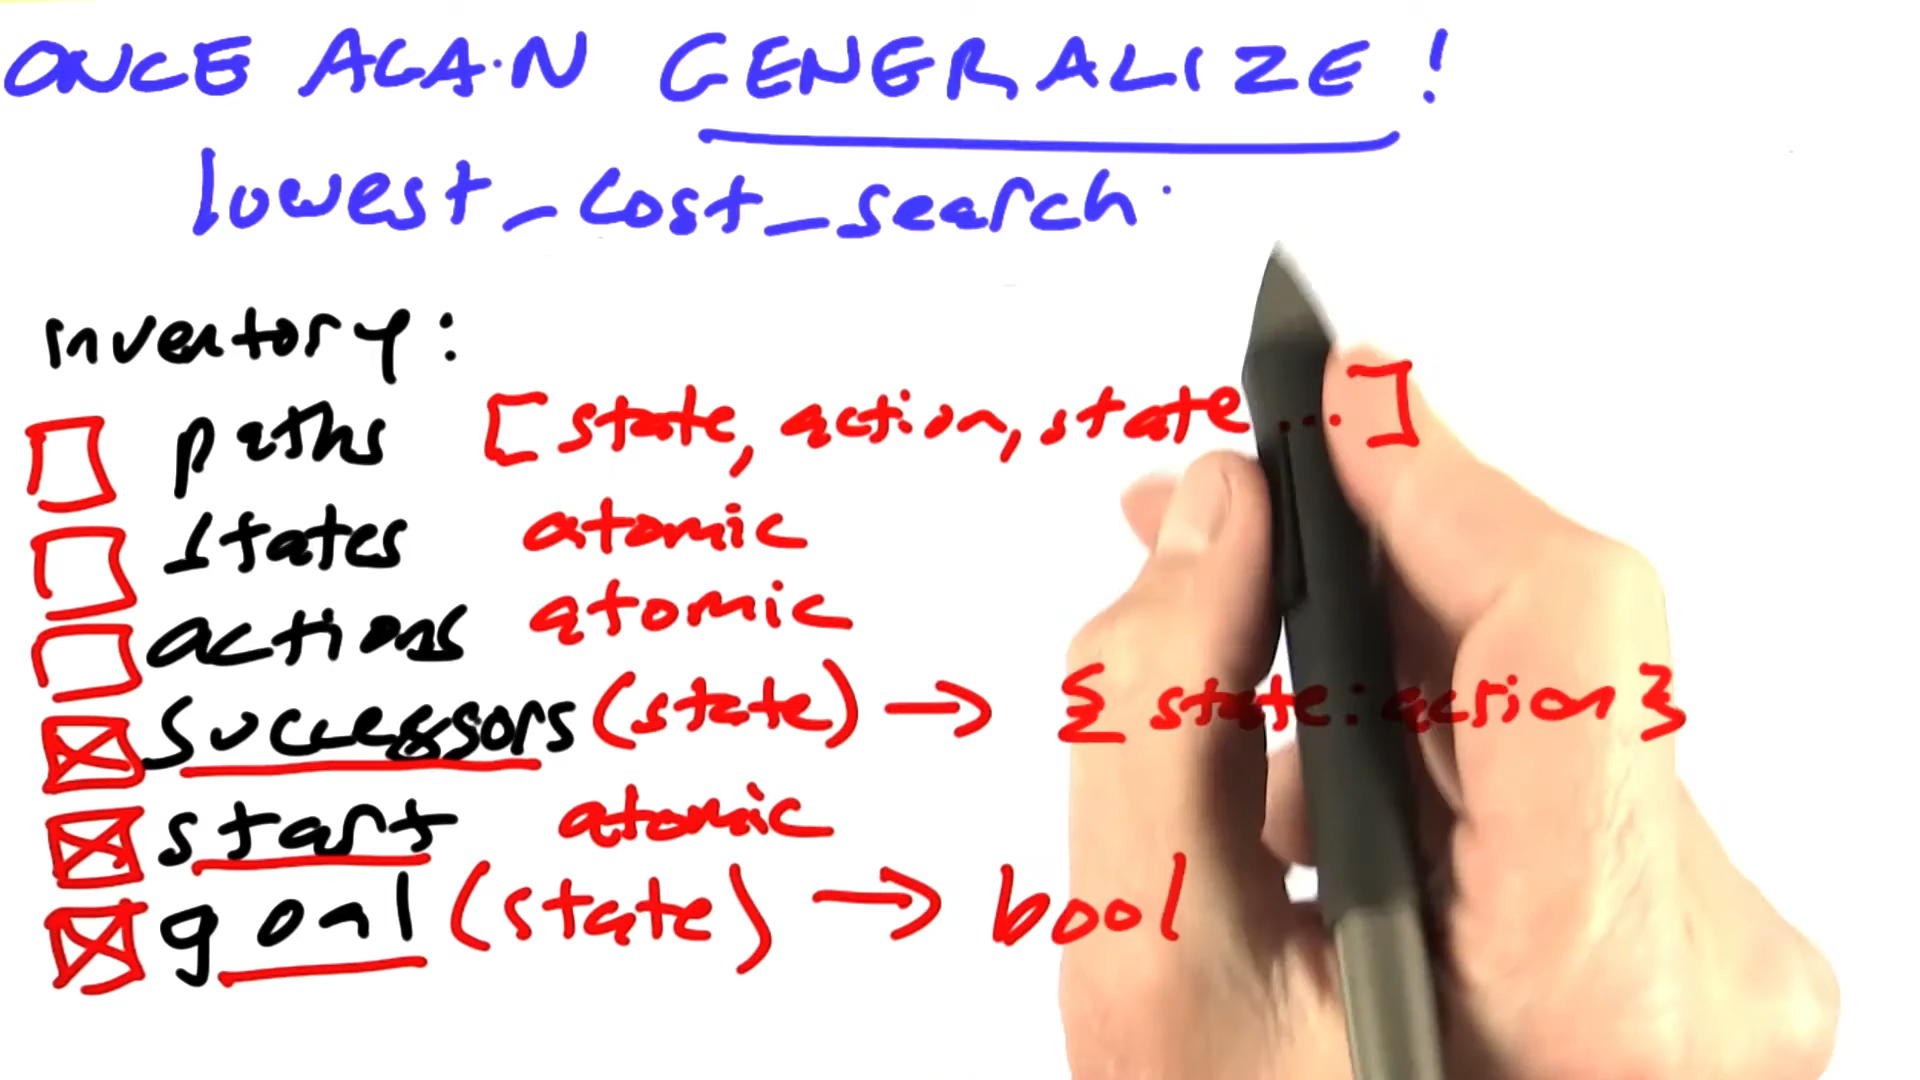 ONCE AGAIN GENERALIZE!
lowest_cost_search
inventory:
paths [state, action, state...]
states atomic
actions atomic
successors (state) → {state:action}
start atomic
goal (state) → bool